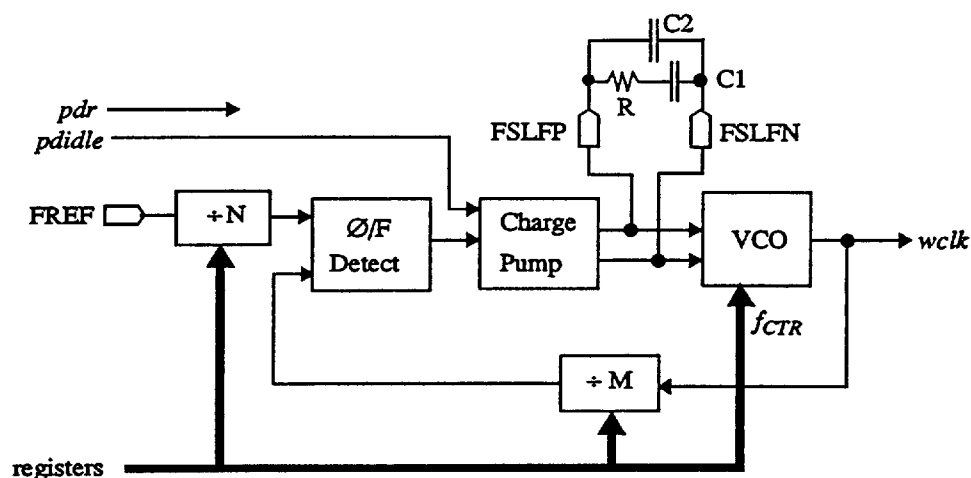 C2
C1
R
pdr
pdidle
FSLFP
FSLFN
FREF
÷ N
Ø/F
Detect
Charge
Pump
VCO
wclk
fCTR
÷ M
registers